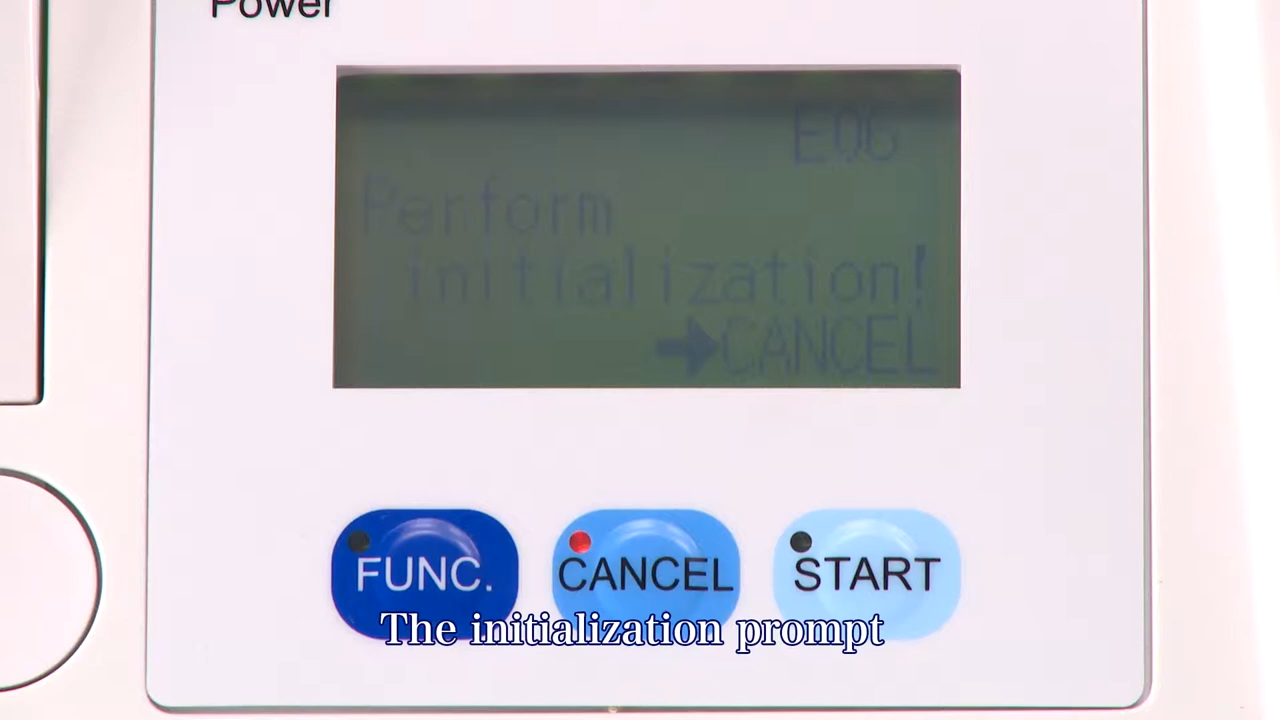 Power
E06
Perform
initialization!
➔CANCEL
FUNC.
CANCEL
START
The initialization prompt